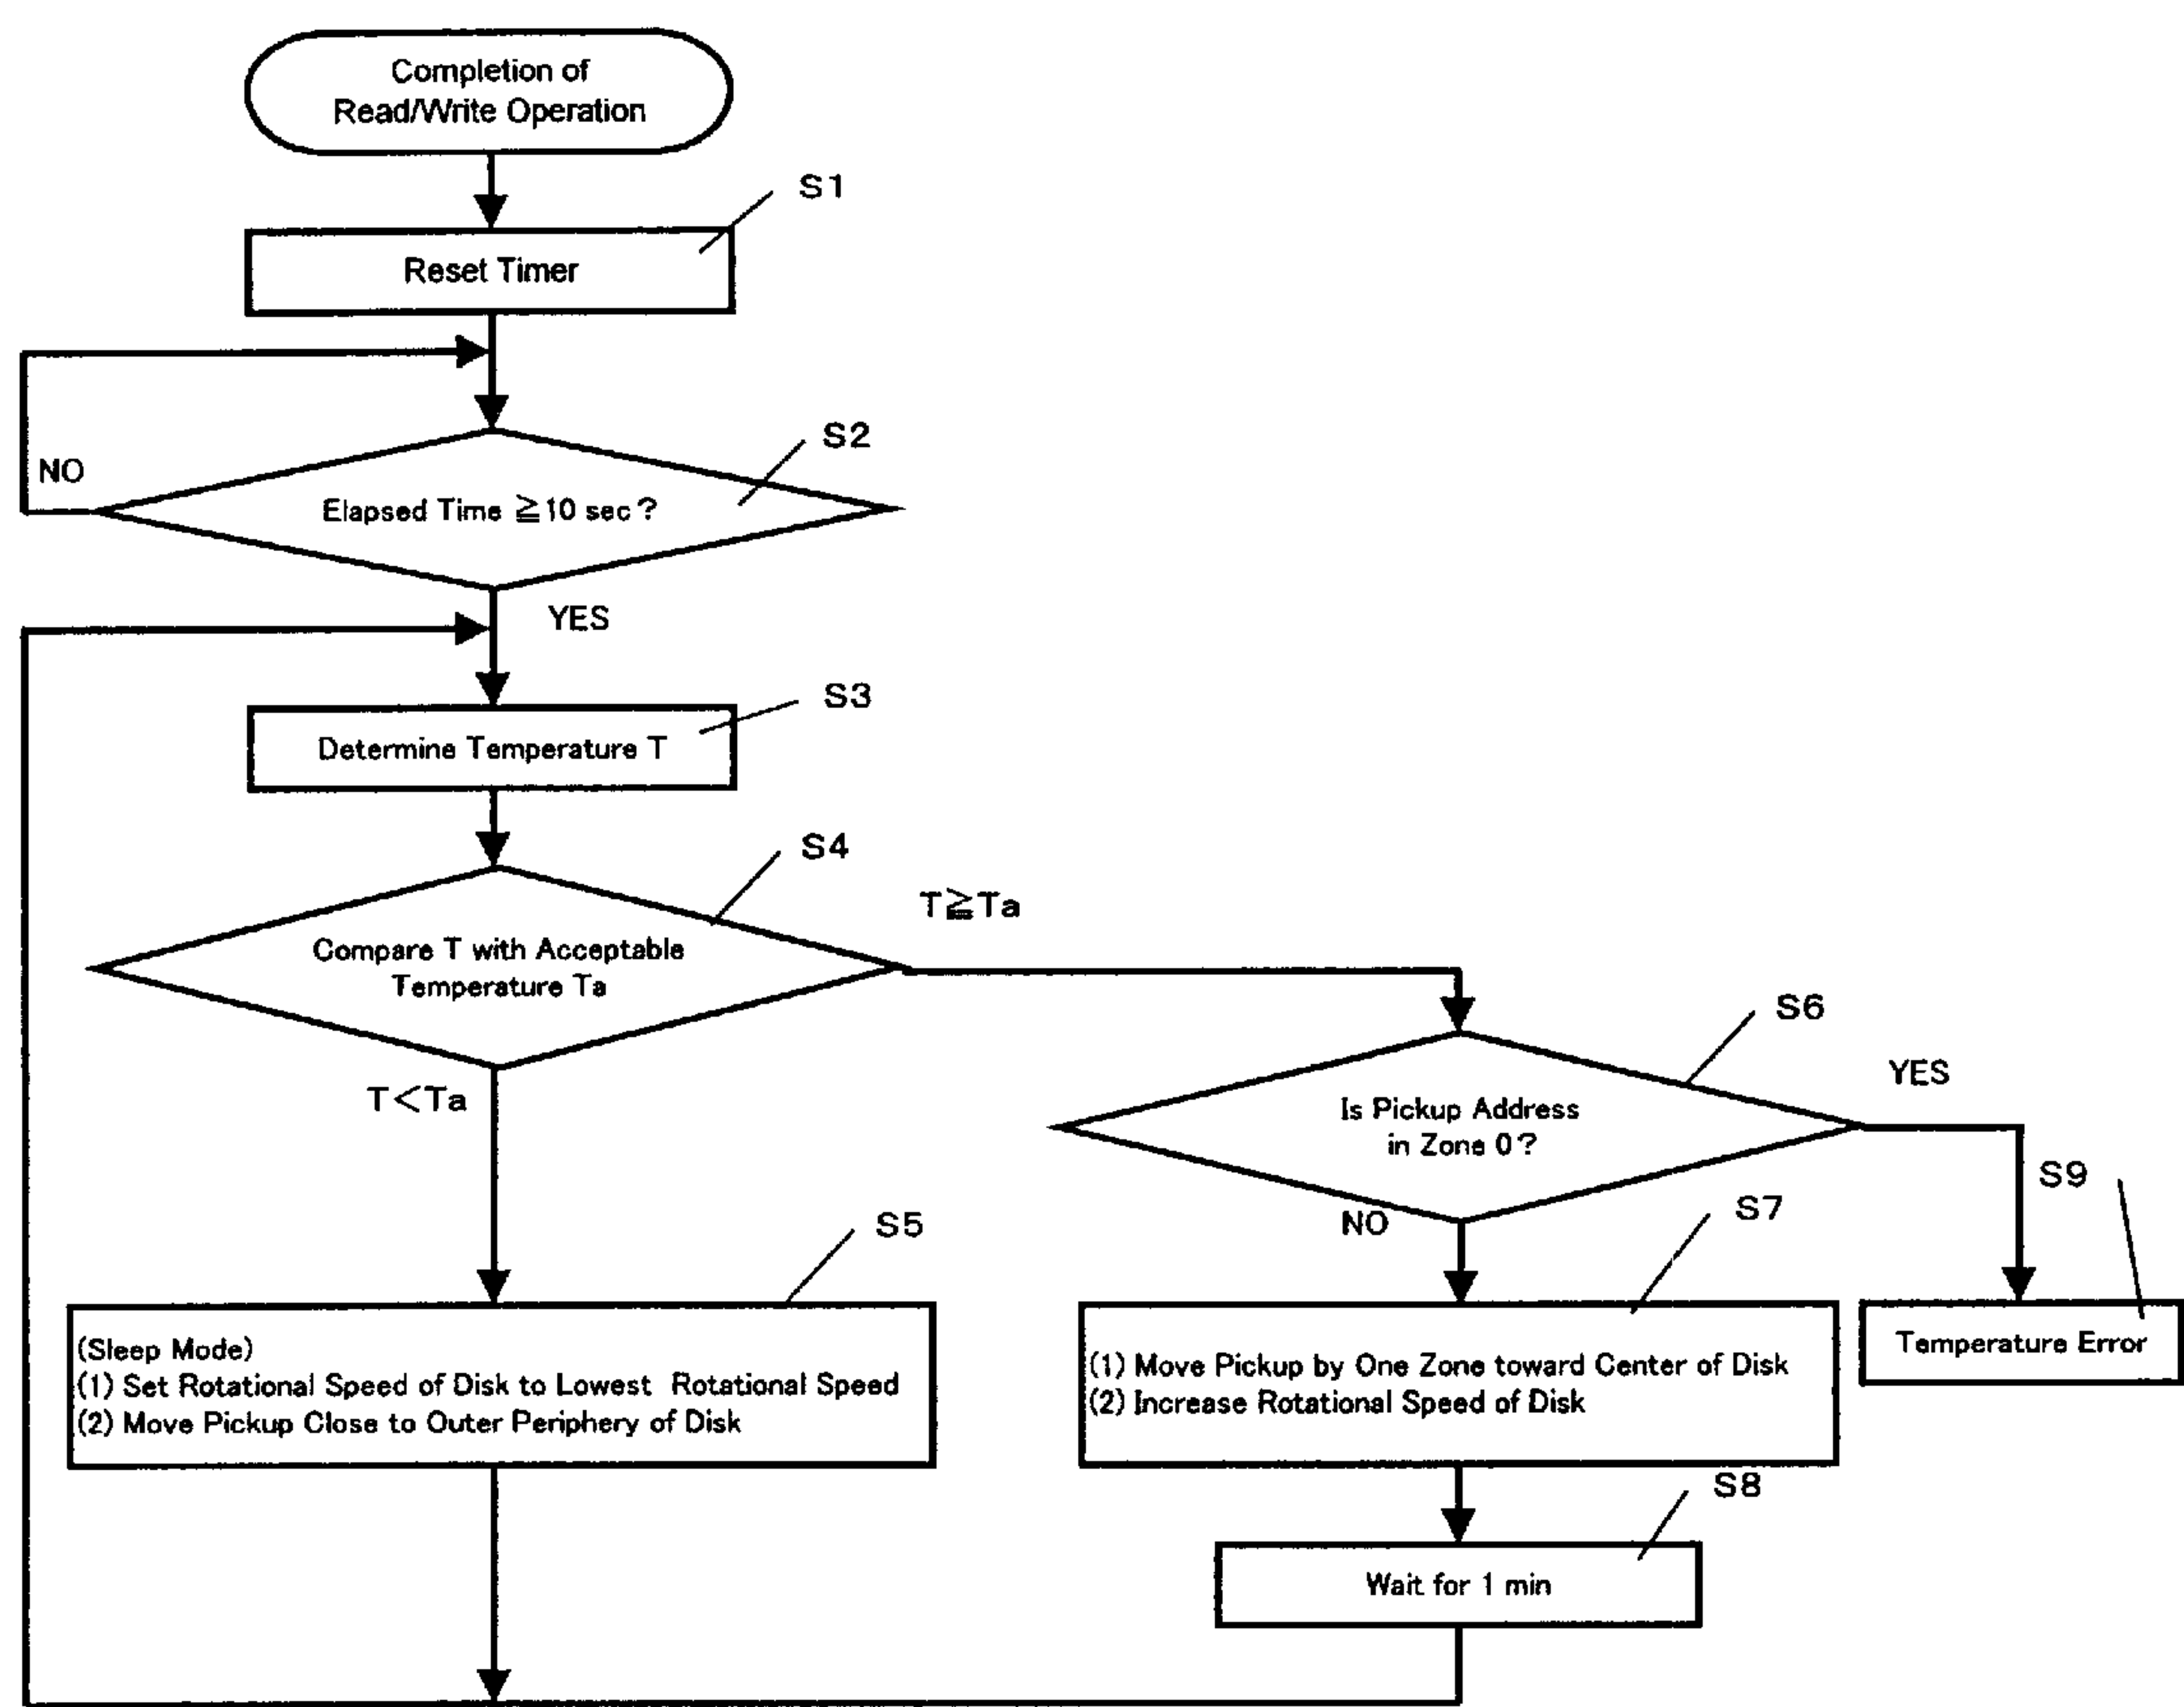 Completion of
Read/Write Operation
S1
Reset Timer
S2
NO
Elapsed Time ≧10 sec?
YES
S3
Determine Temperature T
S4
T≧Ta
Compare T with Acceptable
Temperature Ta
S6
YES
T<Ta
Is Pickup Address
in Zone 0?
S9
S7
NO
S5
(Sleep Mode)
(1) Set Rotational Speed of Disk to Lowest Rotational Speed
(2) Move Pickup Close to Outer Periphery of Disk
(1) Move Pickup by One Zone toward Center of Disk
(2) Increase Rotational Speed of Disk
Temperature Error
S8
Wait for 1 min